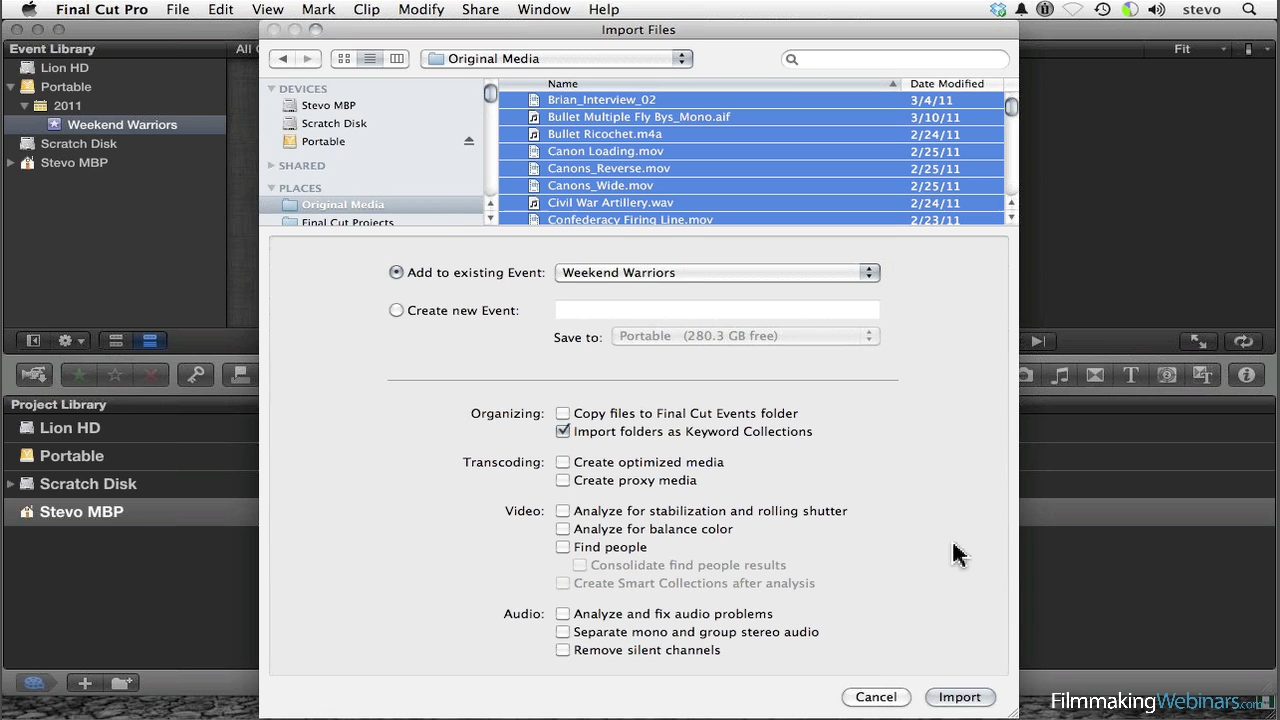 Final Cut Pro File Edit View Mark Clip Modify Share Window Help stevo
Import Files
Event Library
All
Fit
Lion HD
Portable
2011
Weekend Warriors
Scratch Disk
Stevo MBP
Original Media
DEVICES
Stevo MBP
Scratch Disk
Portable
SHARED
PLACES
Original Media
Final Cut Projects
Name Date Modified
Brian_Interview_02 3/4/11
Bullet Multiple Fly Bys_Mono.aif 3/10/11
Bullet Ricochet.m4a 2/24/11
Canon Loading.mov 2/25/11
Canons_Reverse.mov 2/25/11
Canons_Wide.mov 2/25/11
Civil War Artillery.wav 2/24/11
Confederacy Firing Line.mov 2/23/11
Add to existing Event: Weekend Warriors
Create new Event:
Save to: Portable (280.3 GB free)
Organizing: Copy files to Final Cut Events folder
Import folders as Keyword Collections
Transcoding: Create optimized media
Create proxy media
Video: Analyze for stabilization and rolling shutter
Analyze for balance color
Find people
Consolidate find people results
Create Smart Collections after analysis
Audio: Analyze and fix audio problems
Separate mono and group stereo audio
Remove silent channels
Cancel Import
Project Library
Lion HD
Portable
Scratch Disk
Stevo MBP
FilmmakingWebinars.com